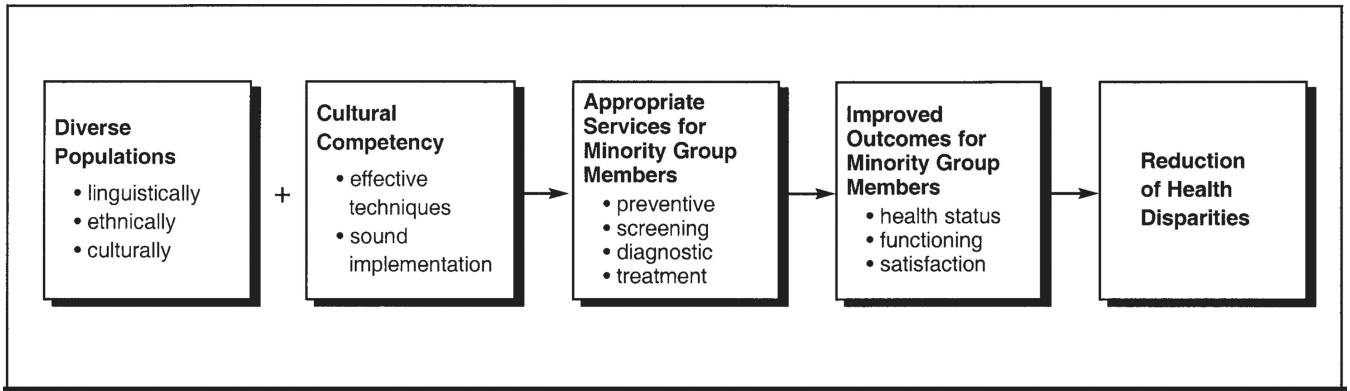 Diverse
Populations
• linguistically
• ethnically
• culturally
+
Cultural
Competency
• effective
techniques
• sound
implementation
Appropriate
Services for
Minority Group
Members
• preventive
• screening
• diagnostic
• treatment
Improved
Outcomes for
Minority Group
Members
• health status
• functioning
• satisfaction
Reduction
of Health
Disparities